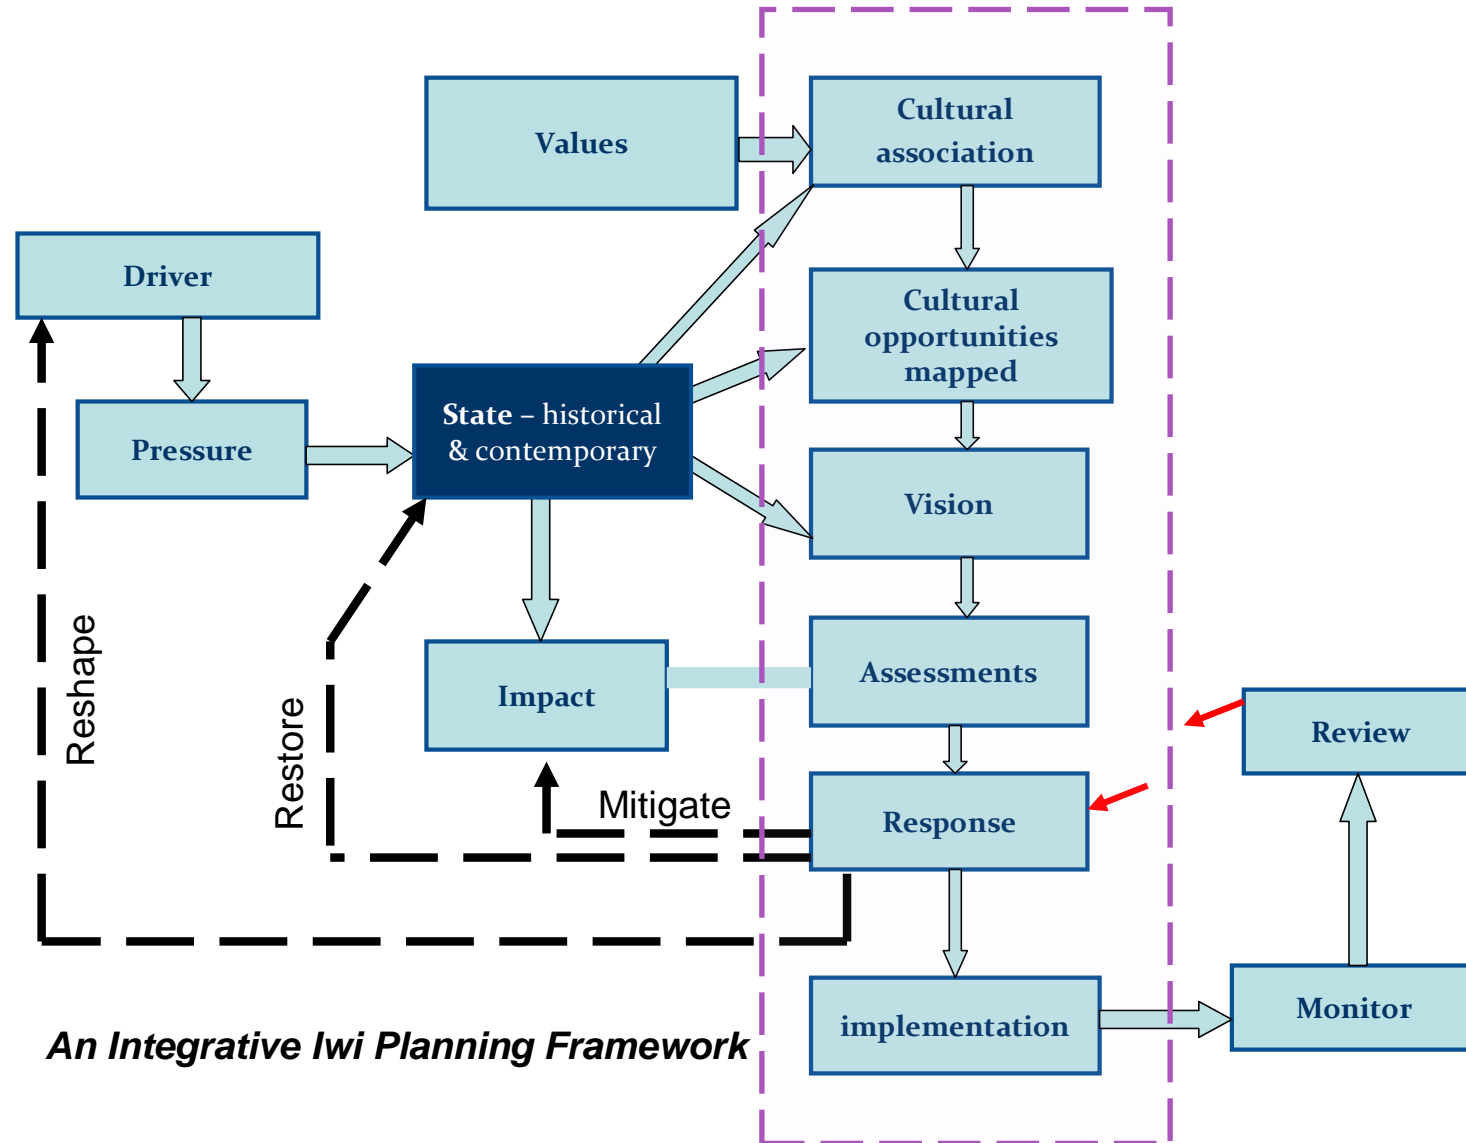 Values
Cultural
association
Driver
Cultural
opportunities
mapped
State – historical
& contemporary
Pressure
Vision
Reshape
Impact
Assessments
Restore
Review
Mitigate
Response
implementation
Monitor
An Integrative Iwi Planning Framework